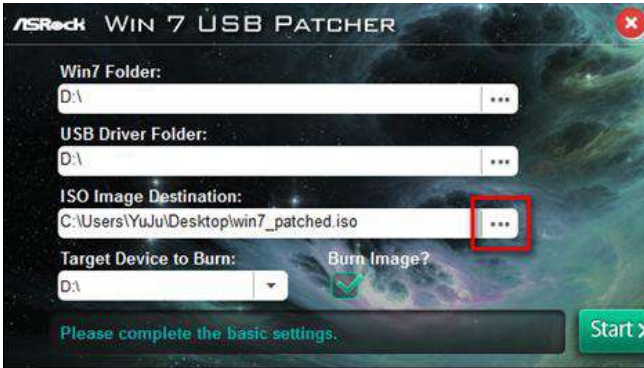 ASRock WIN 7 USB PATCHER
Win7 Folder:
D:\
USB Driver Folder:
D:\
ISO Image Destination:
C:\Users\YuJu\Desktop\win7_patched.iso
Target Device to Burn: Burn Image?
D:\
Please complete the basic settings.
Start